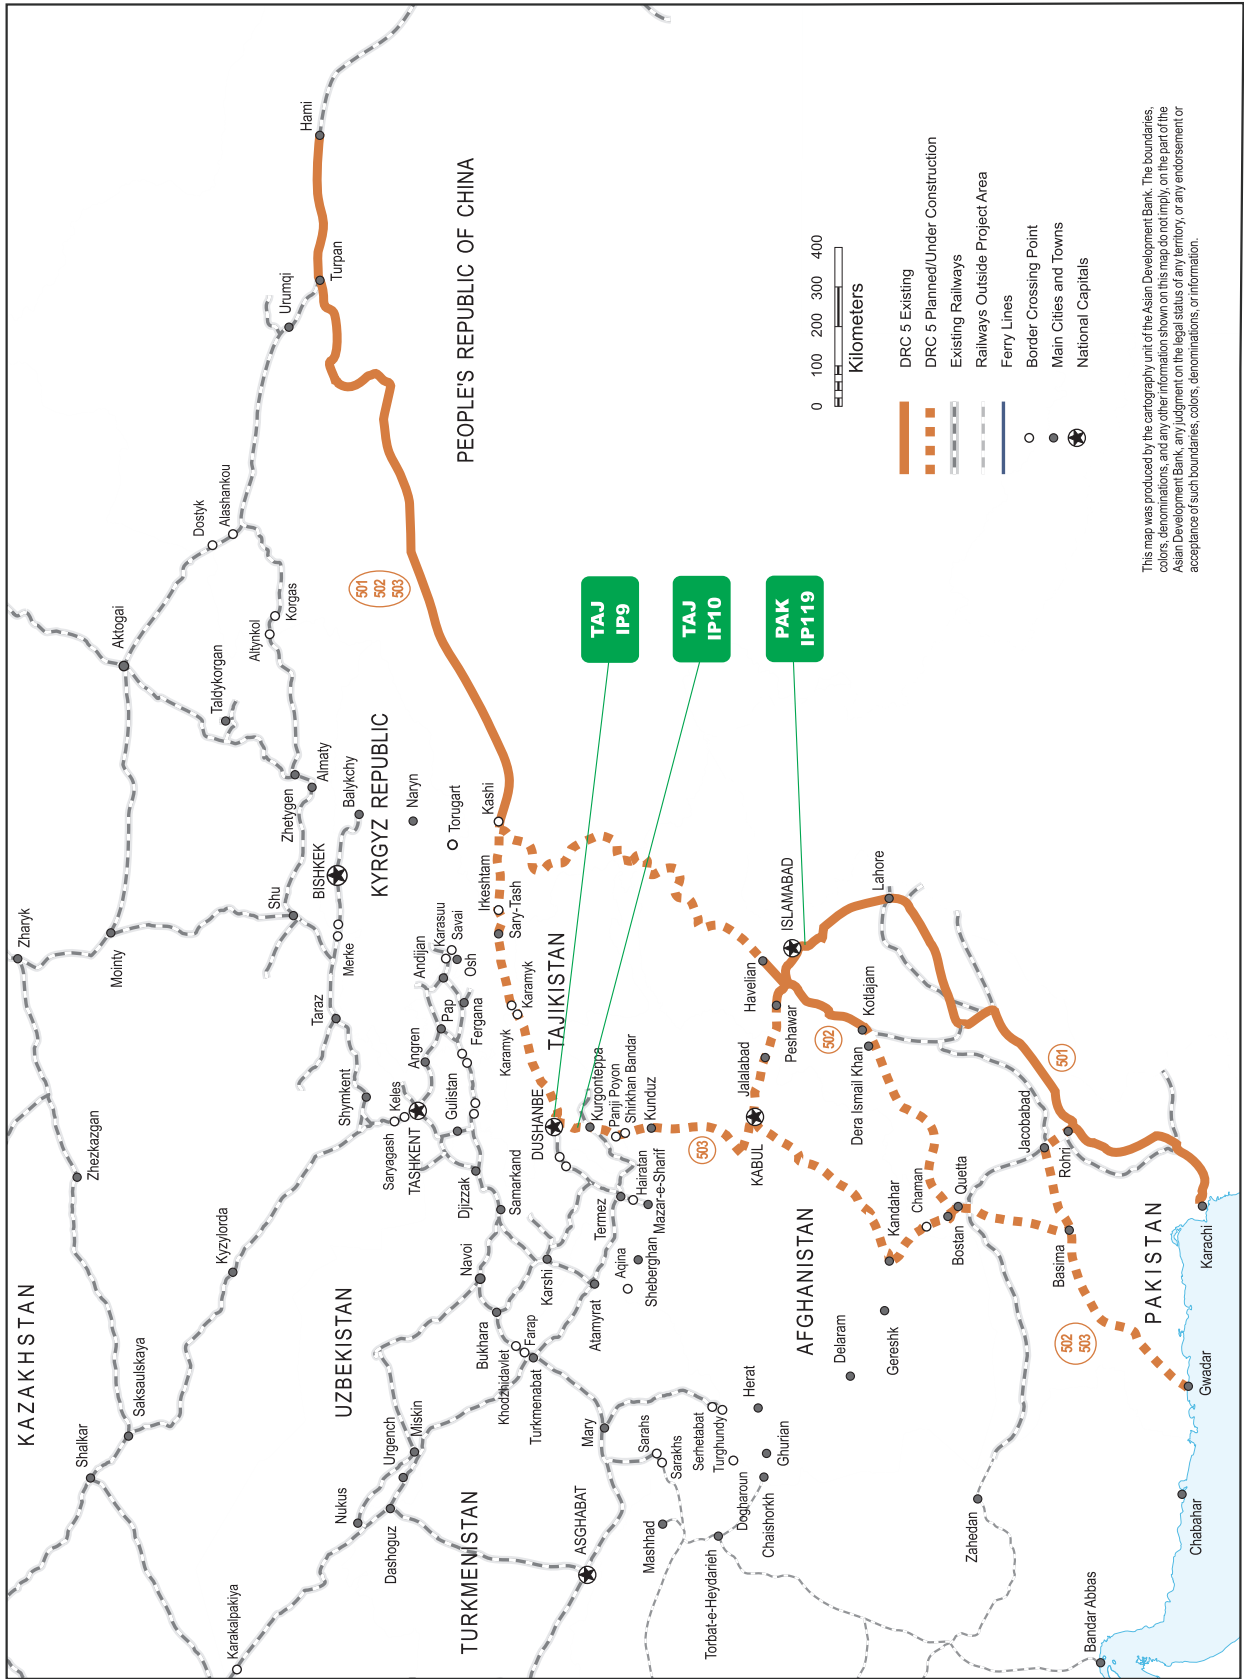 KAZAKHSTAN
Shalkar
Saksaulskaya
Zhezkazgan
Kyzylorda
Zharyk
Mointy
Aktogai
Dostyk
Alashankou
Taldykorgan
Altynkol
Korgas
Urumqi
Turpan
Hami
PEOPLE'S REPUBLIC OF CHINA
Zhetygen
Almaty
Balykchy
BISHKEK
KYRGYZ REPUBLIC
Naryn
Torugart
Kashi
Shu
Merke
Taraz
Shymkent
Saryagash
Keles
TASHKENT
Angren
Gulistan
Pap
Andijan
Karasuu
Savai
Osh
Fergana
Irkeshtam
Sary-Tash
Karamyk
Karamyk
TAJIKISTAN
501
502
503
TAJ
IP9
TAJ
IP10
PAK
IP119
Karakalpakiya
Nukus
Urgench
Miskin
Dashoguz
UZBEKISTAN
TURKMENISTAN
Navoi
Bukhara
Djizzak
Samarkand
Karshi
Khodzhidavlet
Farap
Turkmenabat
Atamyrat
Termez
DUSHANBE
Kurgonteppa
Panji Poyon
Shirkhan Bandar
Kunduz
Hairatan
Mazar-e-Sharif
Aqina
Sheberghan
ASGHABAT
Mary
Sarahs
Sarakhs
Serhetabat
Turghundy
Herat
Mashhad
Torbat-e-Heydarieh
Dogharoun
Chaishorkh
Ghurian
AFGHANISTAN
Delaram
Gereshk
Kandahar
KABUL
503
Jalalabad
Peshawar
Havelian
ISLAMABAD
Lahore
502
Kotlajam
Dera Ismail Khan
Chaman
Bostan
Quetta
Jacobabad
Rohri
501
Basima
502
503
PAKISTAN
Karachi
Gwadar
Chabahar
Zahedan
Bandar Abbas
0 100 200 300 400
Kilometers
DRC 5 Existing
DRC 5 Planned/Under Construction
Existing Railways
Railways Outside Project Area
Ferry Lines
Border Crossing Point
Main Cities and Towns
National Capitals
This map was produced by the cartography unit of the Asian Development Bank. The boundaries,
colors, denominations, and any other information shown on this map do not imply, on the part of the
Asian Development Bank, any judgment on the legal status of any territory, or any endorsement or
acceptance of such boundaries, colors, denominations, or information.